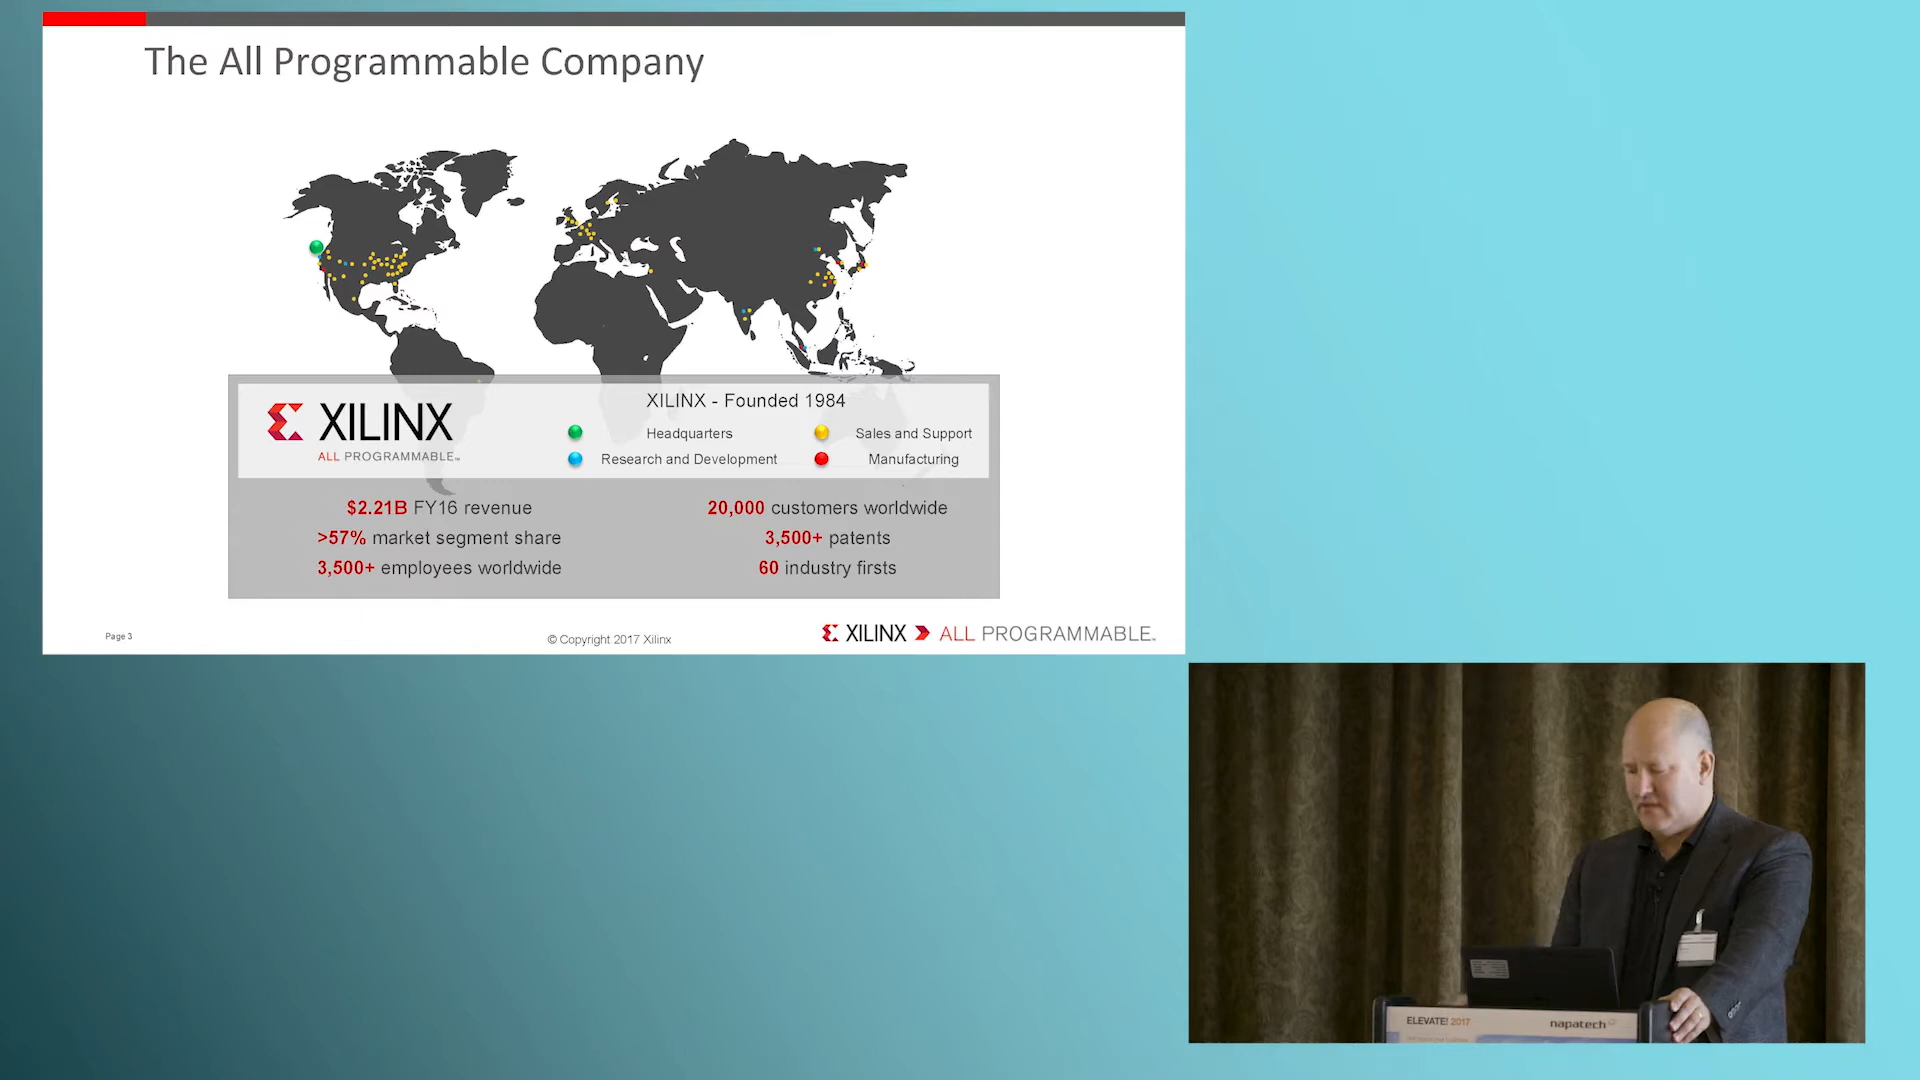 The All Programmable Company
XILINX
ALL PROGRAMMABLE™
XILINX - Founded 1984
Headquarters
Sales and Support
Research and Development
Manufacturing
$2.21B FY16 revenue
20,000 customers worldwide
>57% market segment share
3,500+ patents
3,500+ employees worldwide
60 industry firsts
Page 3
© Copyright 2017 Xilinx
XILINX ALL PROGRAMMABLE™
ELEVATE! 2017
napatech